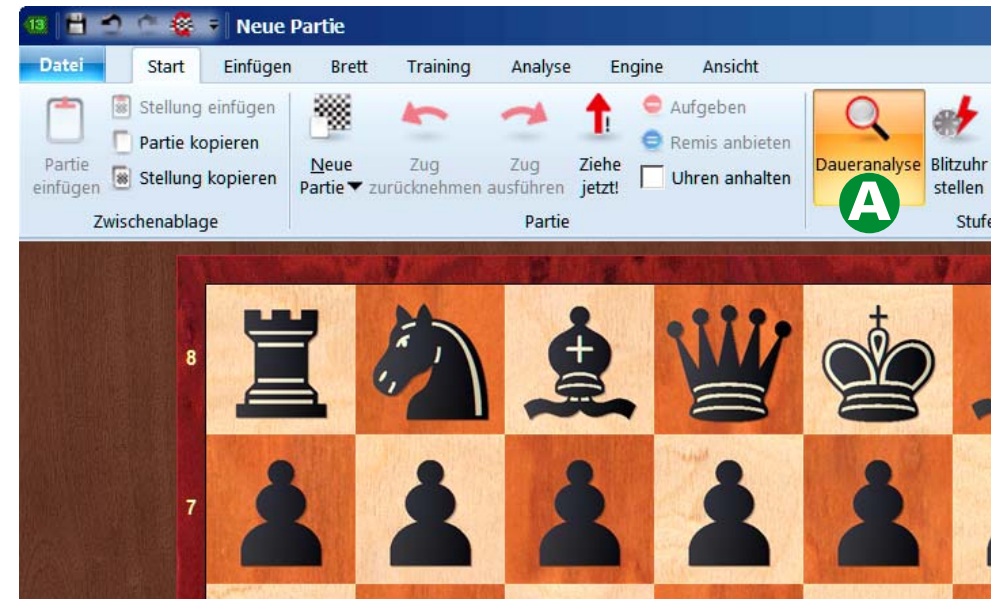 13 Neue Partie
Datei Start Einfügen Brett Training Analyse Engine Ansicht
Partie einfügen
Stellung einfügen
Partie kopieren
Stellung kopieren
Zwischenablage
Neue Partie
Zug zurücknehmen
Zug ausführen
Ziehe jetzt!
Aufgeben
Remis anbieten
Uhren anhalten
Partie
Daueranalyse
A
Blitzuhr stellen
Stufe
8
7